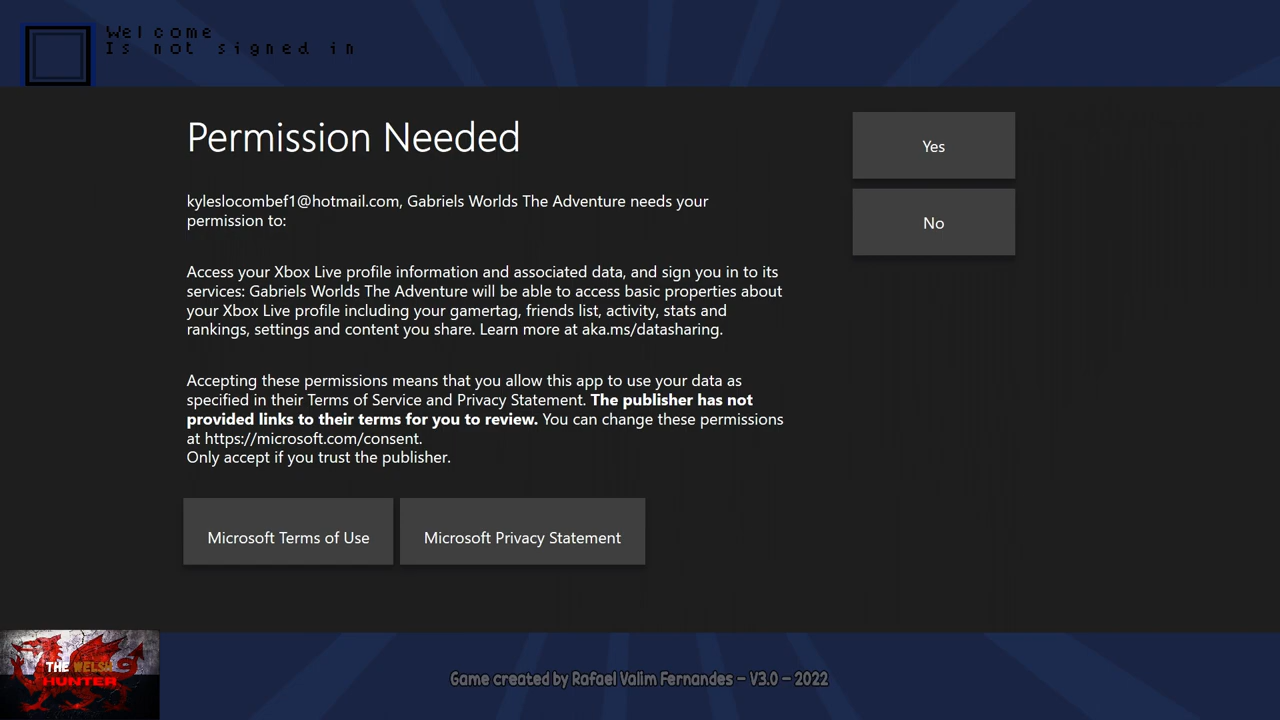 Welcome
Is not signed in
Permission Needed
Yes
kyleslocombef1@hotmail.com, Gabriels Worlds The Adventure needs your
permission to:
No
Access your Xbox Live profile information and associated data, and sign you in to its
services: Gabriels Worlds The Adventure will be able to access basic properties about
your Xbox Live profile including your gamertag, friends list, activity, stats and
rankings, settings and content you share. Learn more at aka.ms/datasharing.
Accepting these permissions means that you allow this app to use your data as
specified in their Terms of Service and Privacy Statement. The publisher has not
provided links to their terms for you to review. You can change these permissions
at https://microsoft.com/consent.
Only accept if you trust the publisher.
Microsoft Terms of Use
Microsoft Privacy Statement
THE WELSH
HUNTER
Game created by Rafael Valim Fernandes - V3.0 - 2022